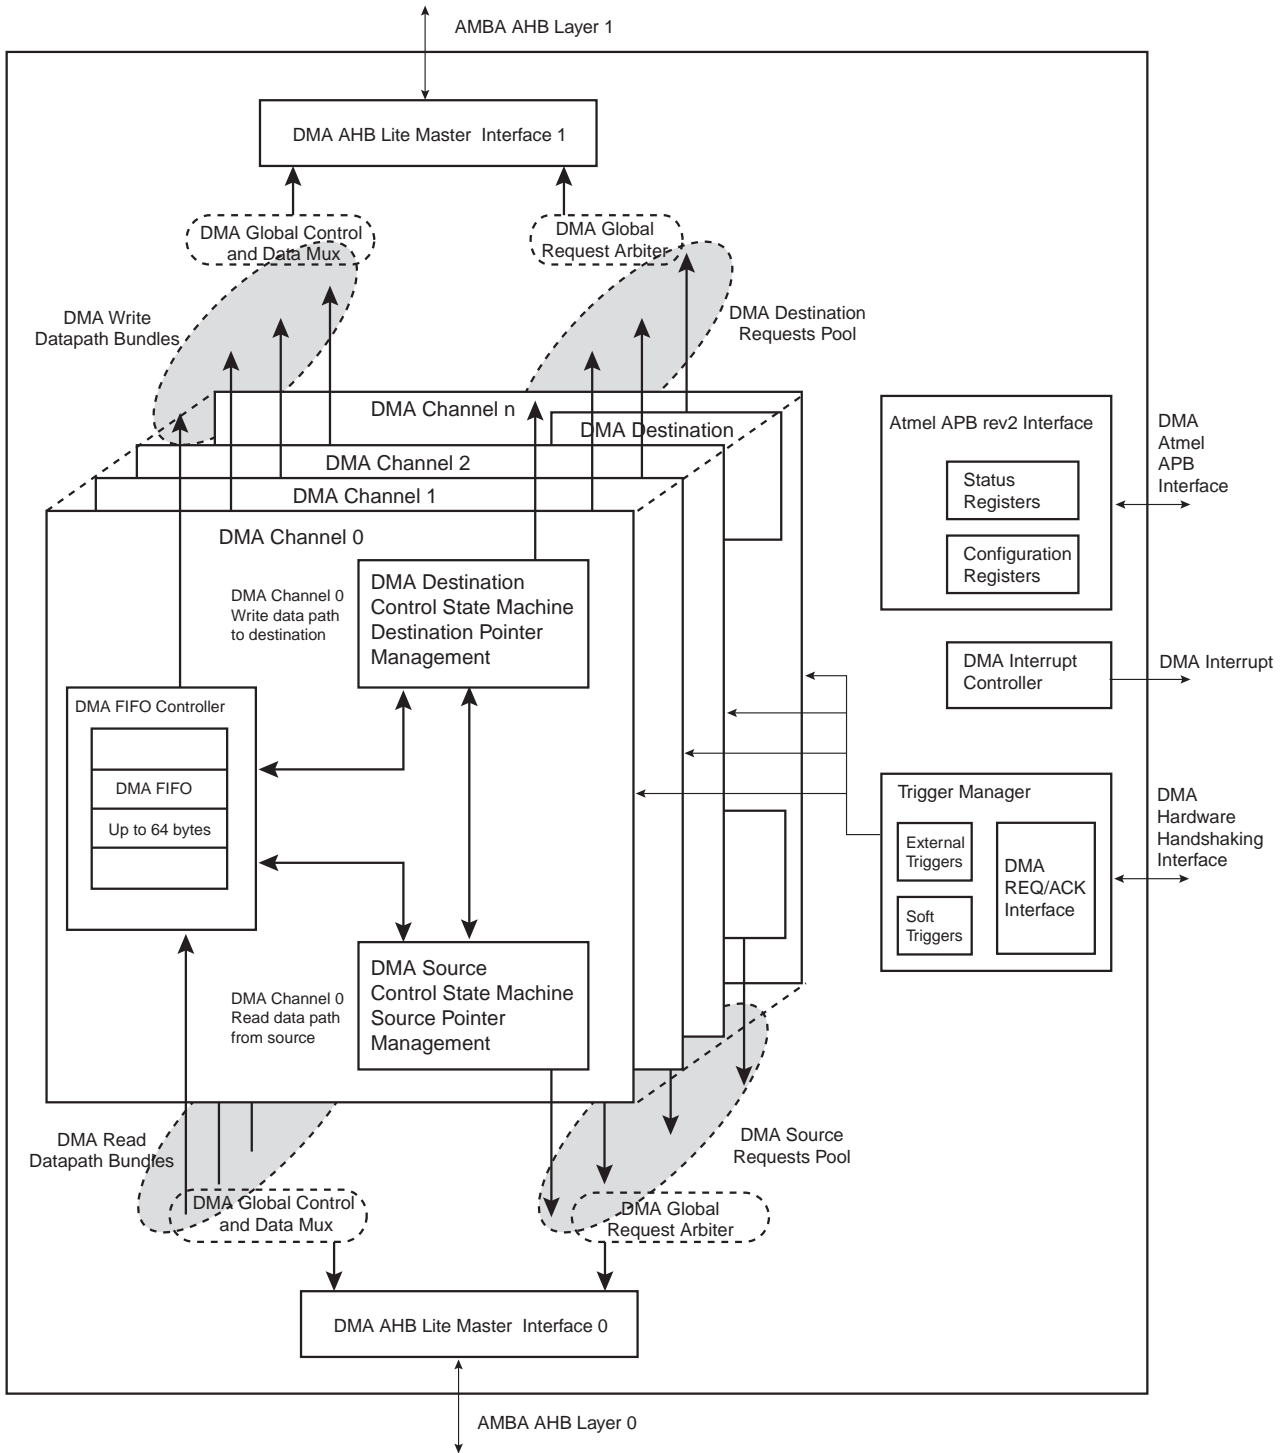 AMBA AHB Layer 1
DMA AHB Lite Master Interface 1
DMA Global Control
and Data Mux
DMA Global
Request Arbiter
DMA Write
Datapath Bundles
DMA Destination
Requests Pool
DMA Channel n
DMA Destination
DMA Channel 2
DMA Channel 1
DMA Channel 0
DMA Channel 0
Write data path
to destination
DMA Destination
Control State Machine
Destination Pointer
Management
DMA FIFO Controller
DMA FIFO
Up to 64 bytes
DMA Channel 0
Read data path
from source
DMA Source
Control State Machine
Source Pointer
Management
Atmel APB rev2 Interface
Status
Registers
Configuration
Registers
DMA
Atmel
APB
Interface
DMA Interrupt
Controller
DMA Interrupt
Trigger Manager
External
Triggers
Soft
Triggers
DMA
REQ/ACK
Interface
DMA
Hardware
Handshaking
Interface
DMA Read
Datapath Bundles
DMA Source
Requests Pool
DMA Global Control
and Data Mux
DMA Global
Request Arbiter
DMA AHB Lite Master Interface 0
AMBA AHB Layer 0